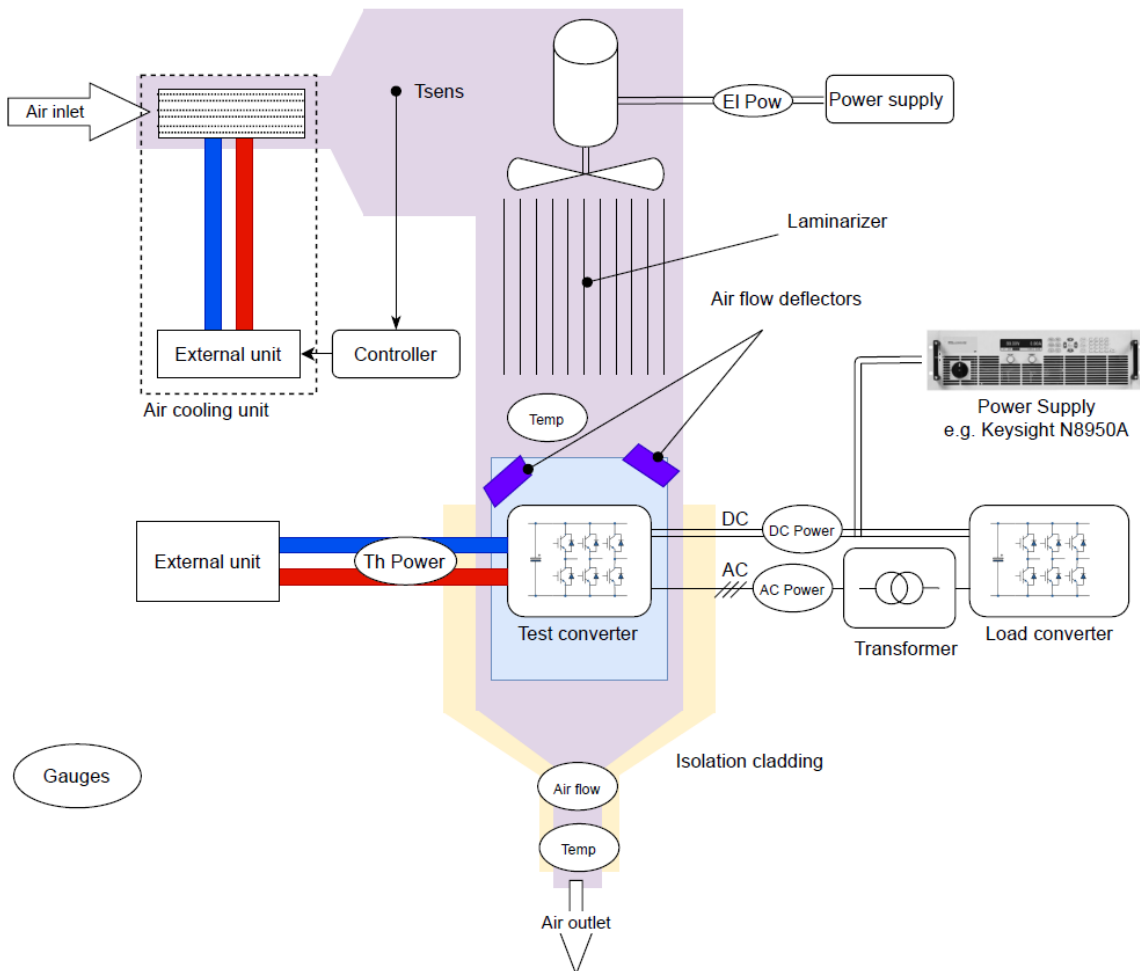 Air inlet
Tsens
El Pow
Power supply
Laminarizer
Air flow deflectors
External unit
Controller
Air cooling unit
Power Supply
e.g. Keysight N8950A
Temp
External unit
Th Power
DC
DC Power
AC
AC Power
Test converter
Transformer
Load converter
Isolation cladding
Gauges
Air flow
Temp
Air outlet